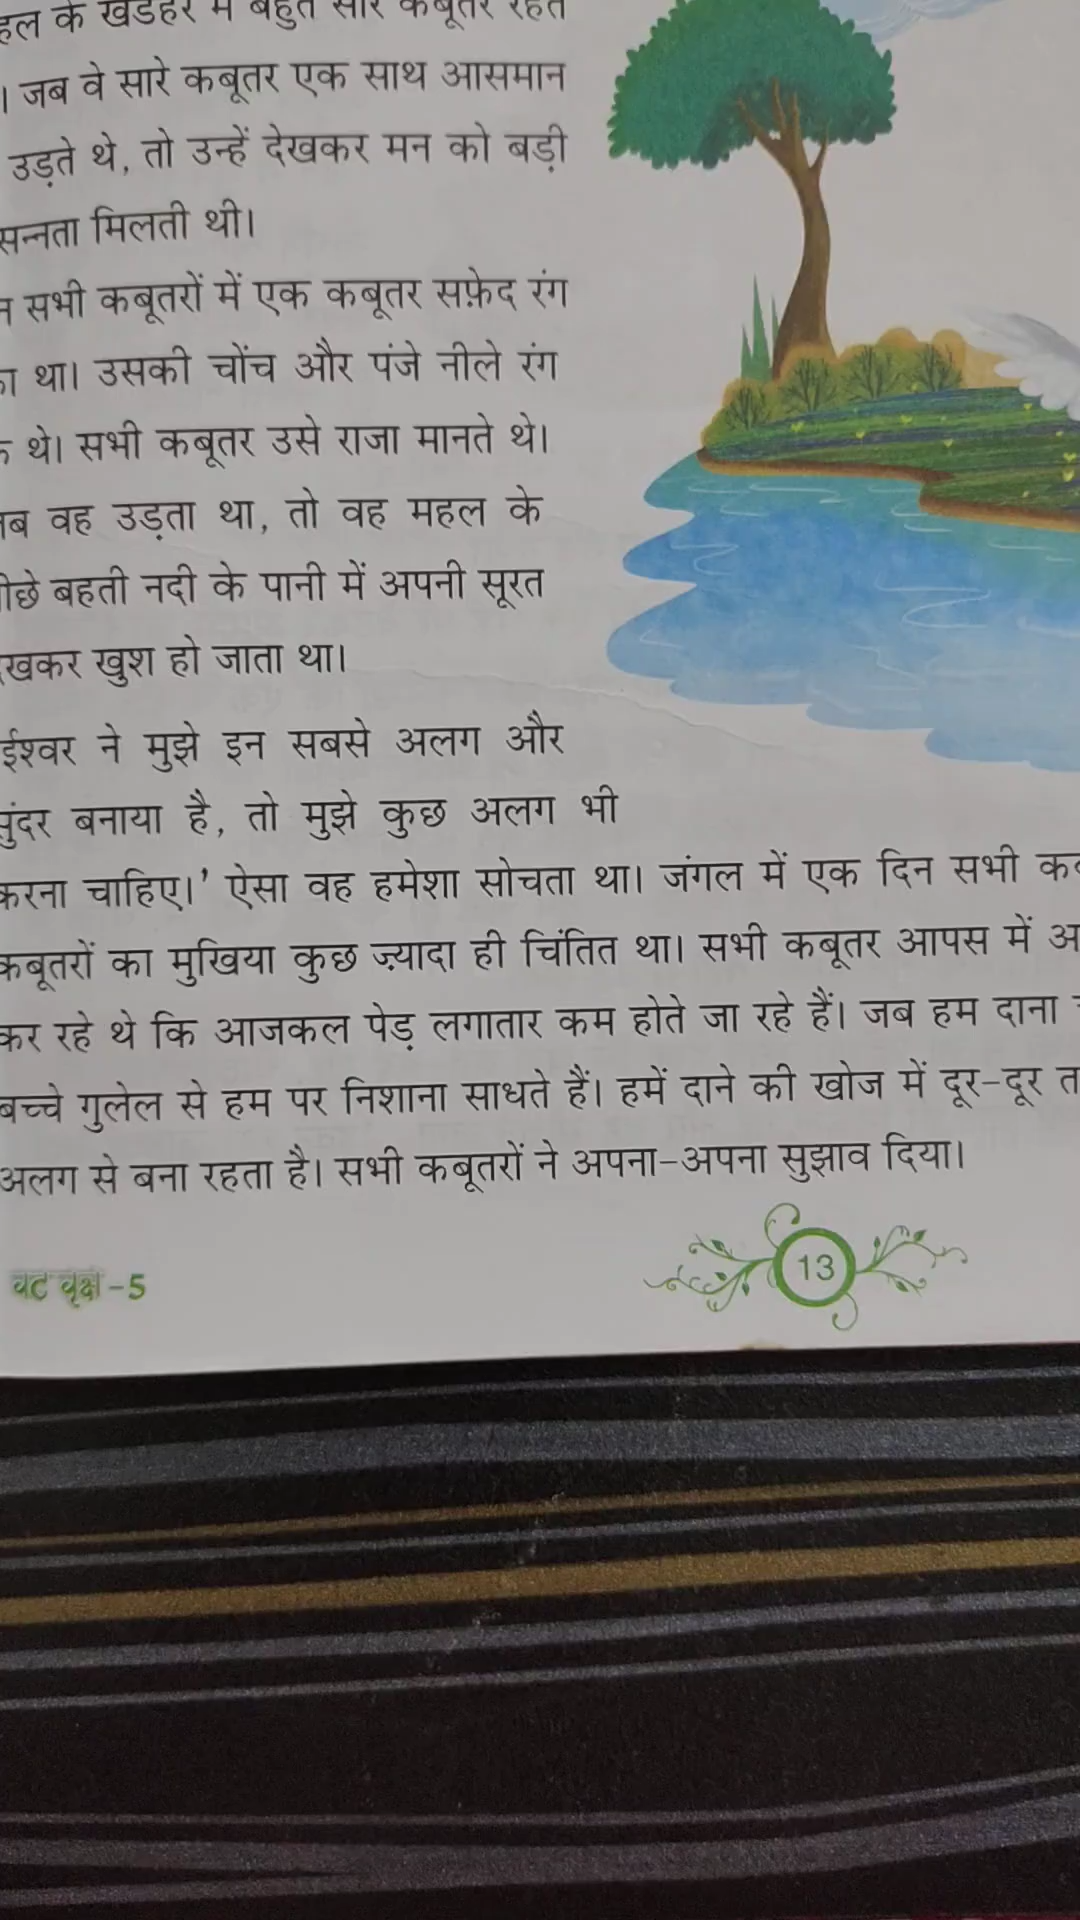 के खंडहर में बहुत सारे कबूतर रहते
। जब वे सारे कबूतर एक साथ आसमान
उड़ते थे, तो उन्हें देखकर मन को बड़ी
मिलती थी।
सभी कबूतरों में एक कबूतर सफ़ेद रंग
था। उसकी चोंच और पंजे नीले रंग
थे। सभी कबूतर उसे राजा मानते थे।
वह उड़ता था, तो वह महल के
बहती नदी के पानी में अपनी सूरत
खुश हो जाता था।
ईश्वर ने मुझे इन सबसे अलग और
सुंदर बनाया है, तो मुझे कुछ अलग भी
करना चाहिए।' ऐसा वह हमेशा सोचता था। जंगल में एक दिन सभी
कबूतरों का मुखिया कुछ ज़्यादा ही चिंतित था। सभी कबूतर आपस में
कर रहे थे कि आजकल पेड़ लगातार कम होते जा रहे हैं। जब हम दाना
बच्चे गुलेल से हम पर निशाना साधते हैं। हमें दाने की खोज में दूर-दूर
अलग से बना रहता है। सभी कबूतरों ने अपना-अपना सुझाव दिया।
वट वृक्ष -5
13